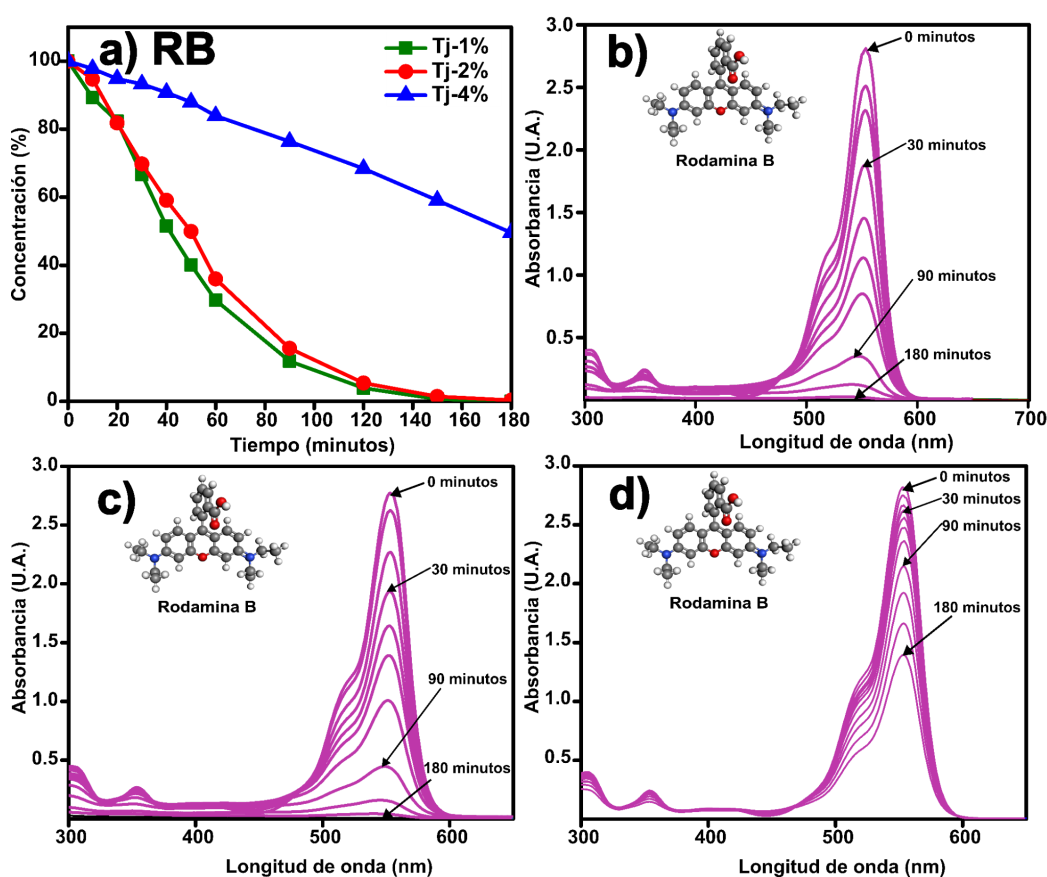 a) RB
Tj-1%
Tj-2%
Tj-4%
100
80
60
40
20
0
Concentración (%)
0 20 40 60 80 100 120 140 160 180
Tiempo (minutos)
b)
Rodamina B
0 minutos
30 minutos
90 minutos
180 minutos
3.0
2.5
2.0
1.5
1.0
0.5
Absorbancia (U.A.)
300 400 500 600 700
Longitud de onda (nm)
c)
Rodamina B
0 minutos
30 minutos
90 minutos
180 minutos
3.0
2.5
2.0
1.5
1.0
0.5
Absorbancia (U.A.)
300 400 500 600
Longitud de onda (nm)
d)
Rodamina B
0 minutos
30 minutos
90 minutos
180 minutos
3.0
2.5
2.0
1.5
1.0
0.5
Absorbancia (U.A.)
300 400 500 600
Longitud de onda (nm)